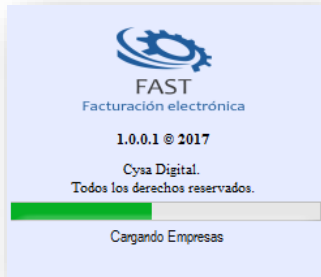 FAST
Facturación electrónica
1.0.0.1 © 2017
Cysa Digital.
Todos los derechos reservados.
Cargando Empresas